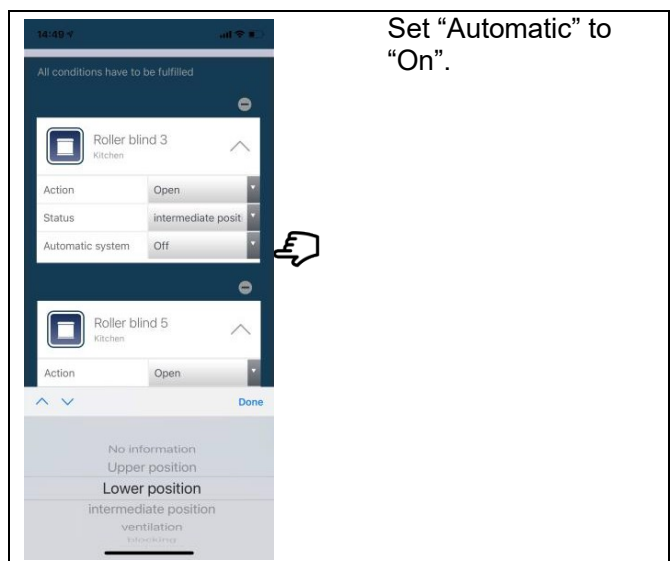 14:49
Set “Automatic” to
“On”.
All conditions have to be fulfilled
Roller blind 3
Kitchen
Action Open
Status intermediate posit
Automatic system Off
Roller blind 5
Kitchen
Action Open
Done
No information
Upper position
Lower position
intermediate position
ventilation
blocking